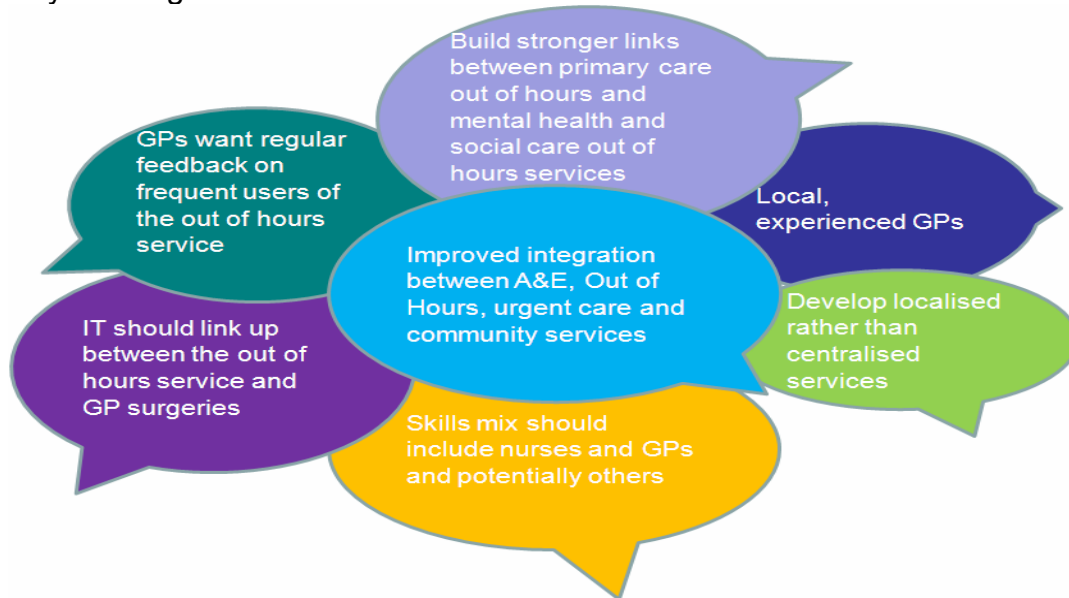 Build stronger links
between primary care
out of hours and
mental health and
social care out of
hours services
GPs want regular
feedback on
frequent users of
the out of hours
service
Local,
experienced GPs
Improved integration
between A&E, Out of
Hours, urgent care and
community services
Develop localised
rather than
centralised
services
IT should link up
between the out of
hours service and
GP surgeries
Skills mix should
include nurses and GPs
and potentially others